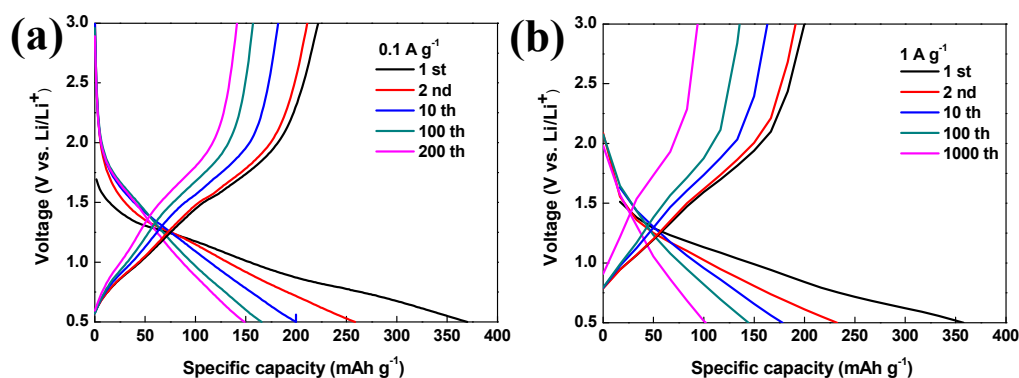 (a)
0.1 A g⁻¹
1 st
2 nd
10 th
100 th
200 th
3.0
2.5
2.0
1.5
1.0
0.5
Voltage (V vs. Li/Li⁺)
0 50 100 150 200 250 300 350 400
Specific capacity (mAh g⁻¹)
(b)
1 A g⁻¹
1 st
2 nd
10 th
100 th
1000 th
3.0
2.5
2.0
1.5
1.0
0.5
Voltage (V vs. Li/Li⁺)
0 50 100 150 200 250 300 350 400
Specific capacity (mAh g⁻¹)